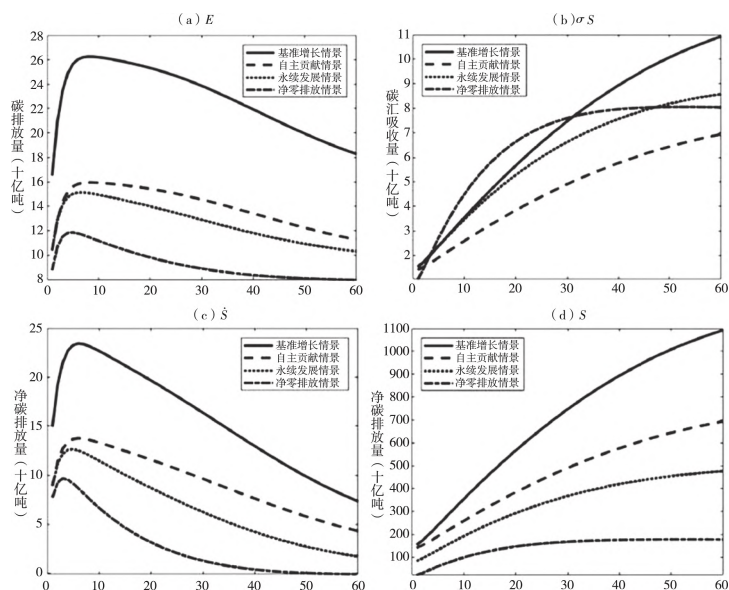 (a) E
碳排放量(十亿吨)
28
26
24
22
20
18
16
14
12
10
8
基准增长情景
自主贡献情景
永续发展情景
净零排放情景
0 10 20 30 40 50 60
(b)σS
碳汇吸收量(十亿吨)
11
10
9
8
7
6
5
4
3
2
基准增长情景
自主贡献情景
永续发展情景
净零排放情景
0 10 20 30 40 50 60
(c) Ṡ
净碳排放量(十亿吨)
25
20
15
10
5
0
基准增长情景
自主贡献情景
永续发展情景
净零排放情景
0 10 20 30 40 50 60
(d) S
净碳排放量(十亿吨)
1100
1000
900
800
700
600
500
400
300
200
100
基准增长情景
自主贡献情景
永续发展情景
净零排放情景
0 10 20 30 40 50 60